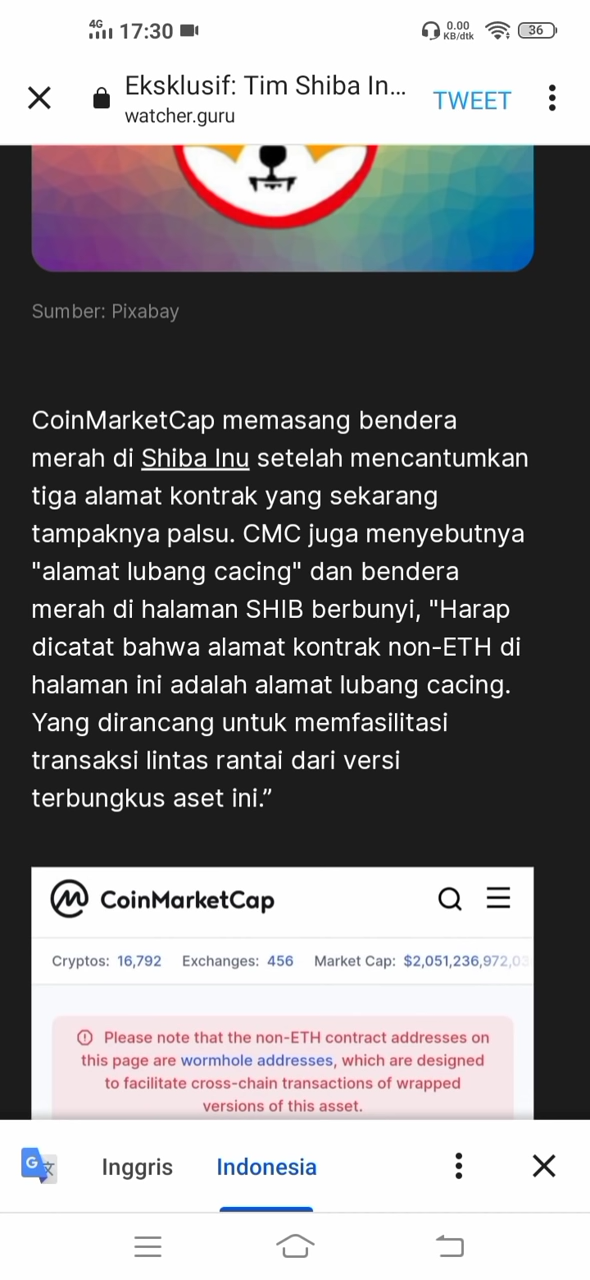 4G 17:30 0.00 KB/dtk 36
Eksklusif: Tim Shiba In...
watcher.guru
TWEET
Sumber: Pixabay
CoinMarketCap memasang bendera
merah di Shiba Inu setelah mencantumkan
tiga alamat kontrak yang sekarang
tampaknya palsu. CMC juga menyebutnya
"alamat lubang cacing" dan bendera
merah di halaman SHIB berbunyi, "Harap
dicatat bahwa alamat kontrak non-ETH di
halaman ini adalah alamat lubang cacing.
Yang dirancang untuk memfasilitasi
transaksi lintas rantai dari versi
terbungkus aset ini.”
CoinMarketCap
Cryptos: 16,792 Exchanges: 456 Market Cap: $2,051,236,972,03
Please note that the non-ETH contract addresses on
this page are wormhole addresses, which are designed
to facilitate cross-chain transactions of wrapped
versions of this asset.
G 文
Inggris Indonesia